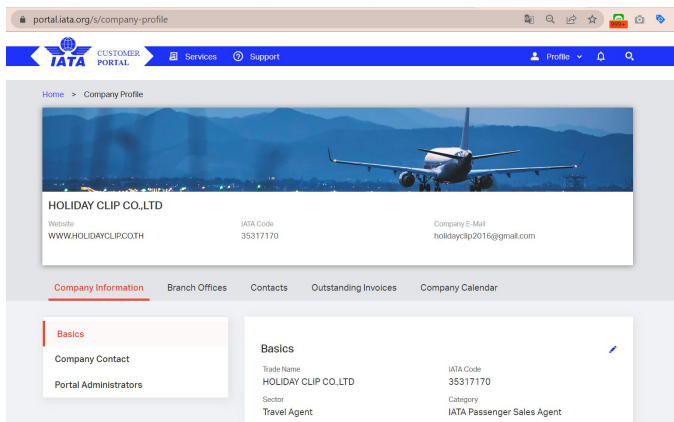 portal.iata.org/s/company-profile
999+
IATA
CUSTOMER
PORTAL
Services
Support
Profile
Home > Company Profile
HOLIDAY CLIP CO.,LTD
Website IATA Code Company E-Mail
WWW.HOLIDAYCLIP.CO.TH 35317170 holidayclip2016@gmail.com
Company Information Branch Offices Contacts Outstanding Invoices Company Calendar
Basics
Company Contact
Portal Administrators
Basics
Trade Name IATA Code
HOLIDAY CLIP CO.,LTD 35317170
Sector Category
Travel Agent IATA Passenger Sales Agent